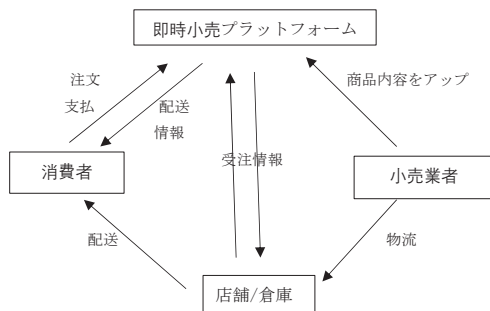 即時小売プラットフォーム
注文
支払
配送
情報
商品内容をアップ
受注情報
消費者
小売業者
配送
物流
店舗/倉庫